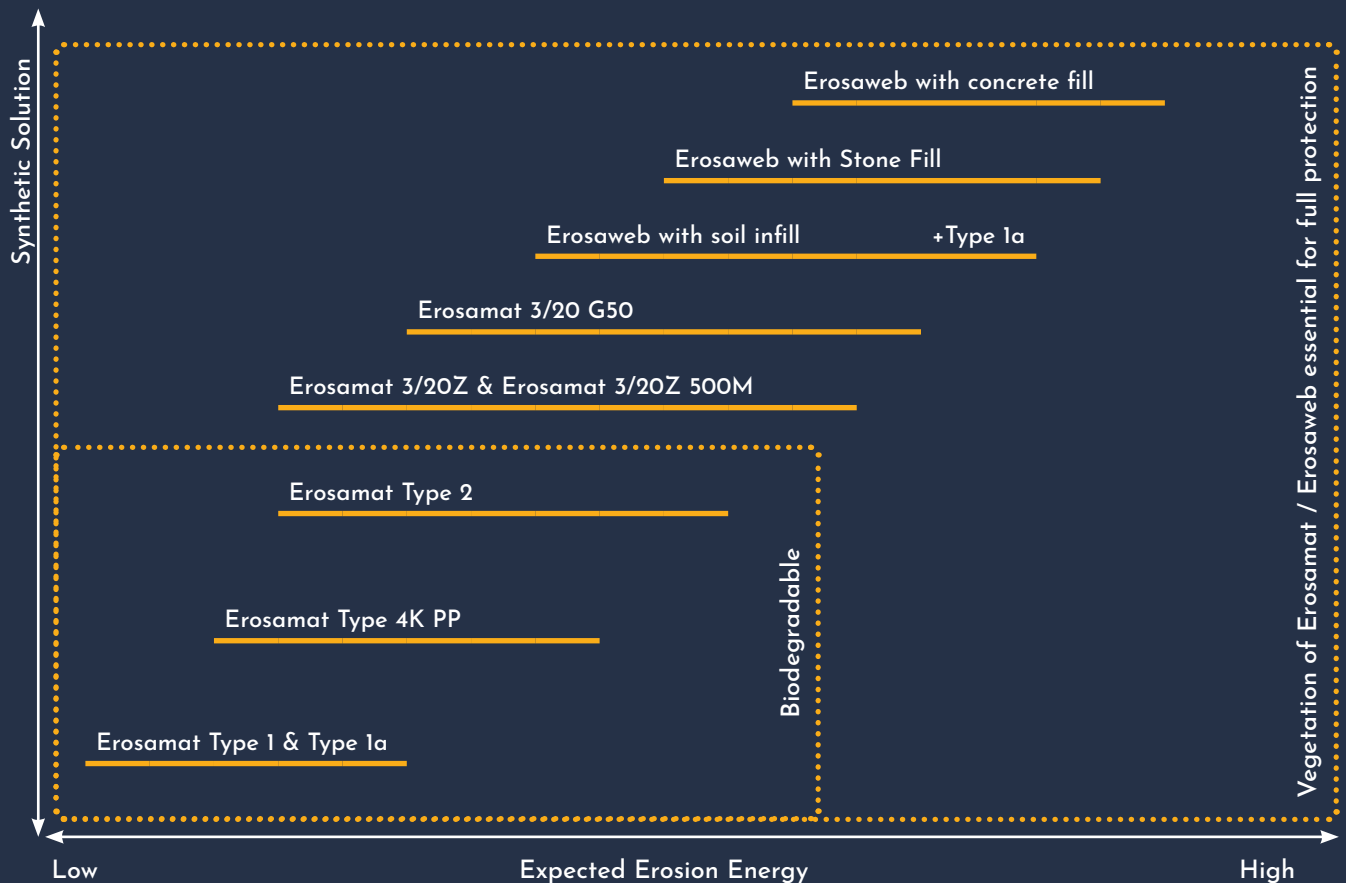 Synthetic Solution
Erosaweb with concrete fill
Erosaweb with Stone Fill
Erosaweb with soil infill
+Type 1a
Erosamat 3/20 G50
Erosamat 3/20Z & Erosamat 3/20Z 500M
Erosamat Type 2
Erosamat Type 4K PP
Erosamat Type 1 & Type 1a
Biodegradable
Vegetation of Erosamat / Erosaweb essential for full protection
Low
Expected Erosion Energy
High